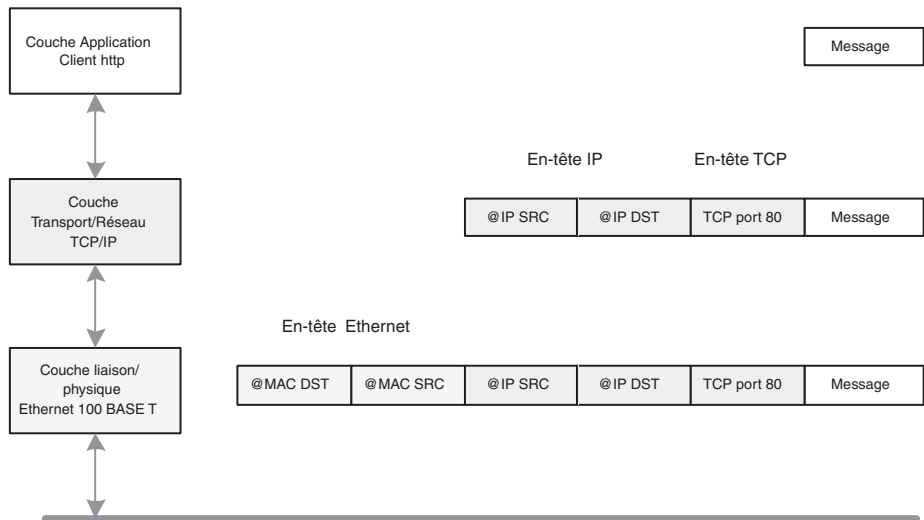 Couche Application
Client http
Message
En-tête IP
En-tête TCP
Couche
Transport/Réseau
TCP/IP
@IP SRC
@IP DST
TCP port 80
Message
En-tête Ethernet
Couche liaison/
physique
Ethernet 100 BASE T
@MAC DST
@MAC SRC
@IP SRC
@IP DST
TCP port 80
Message